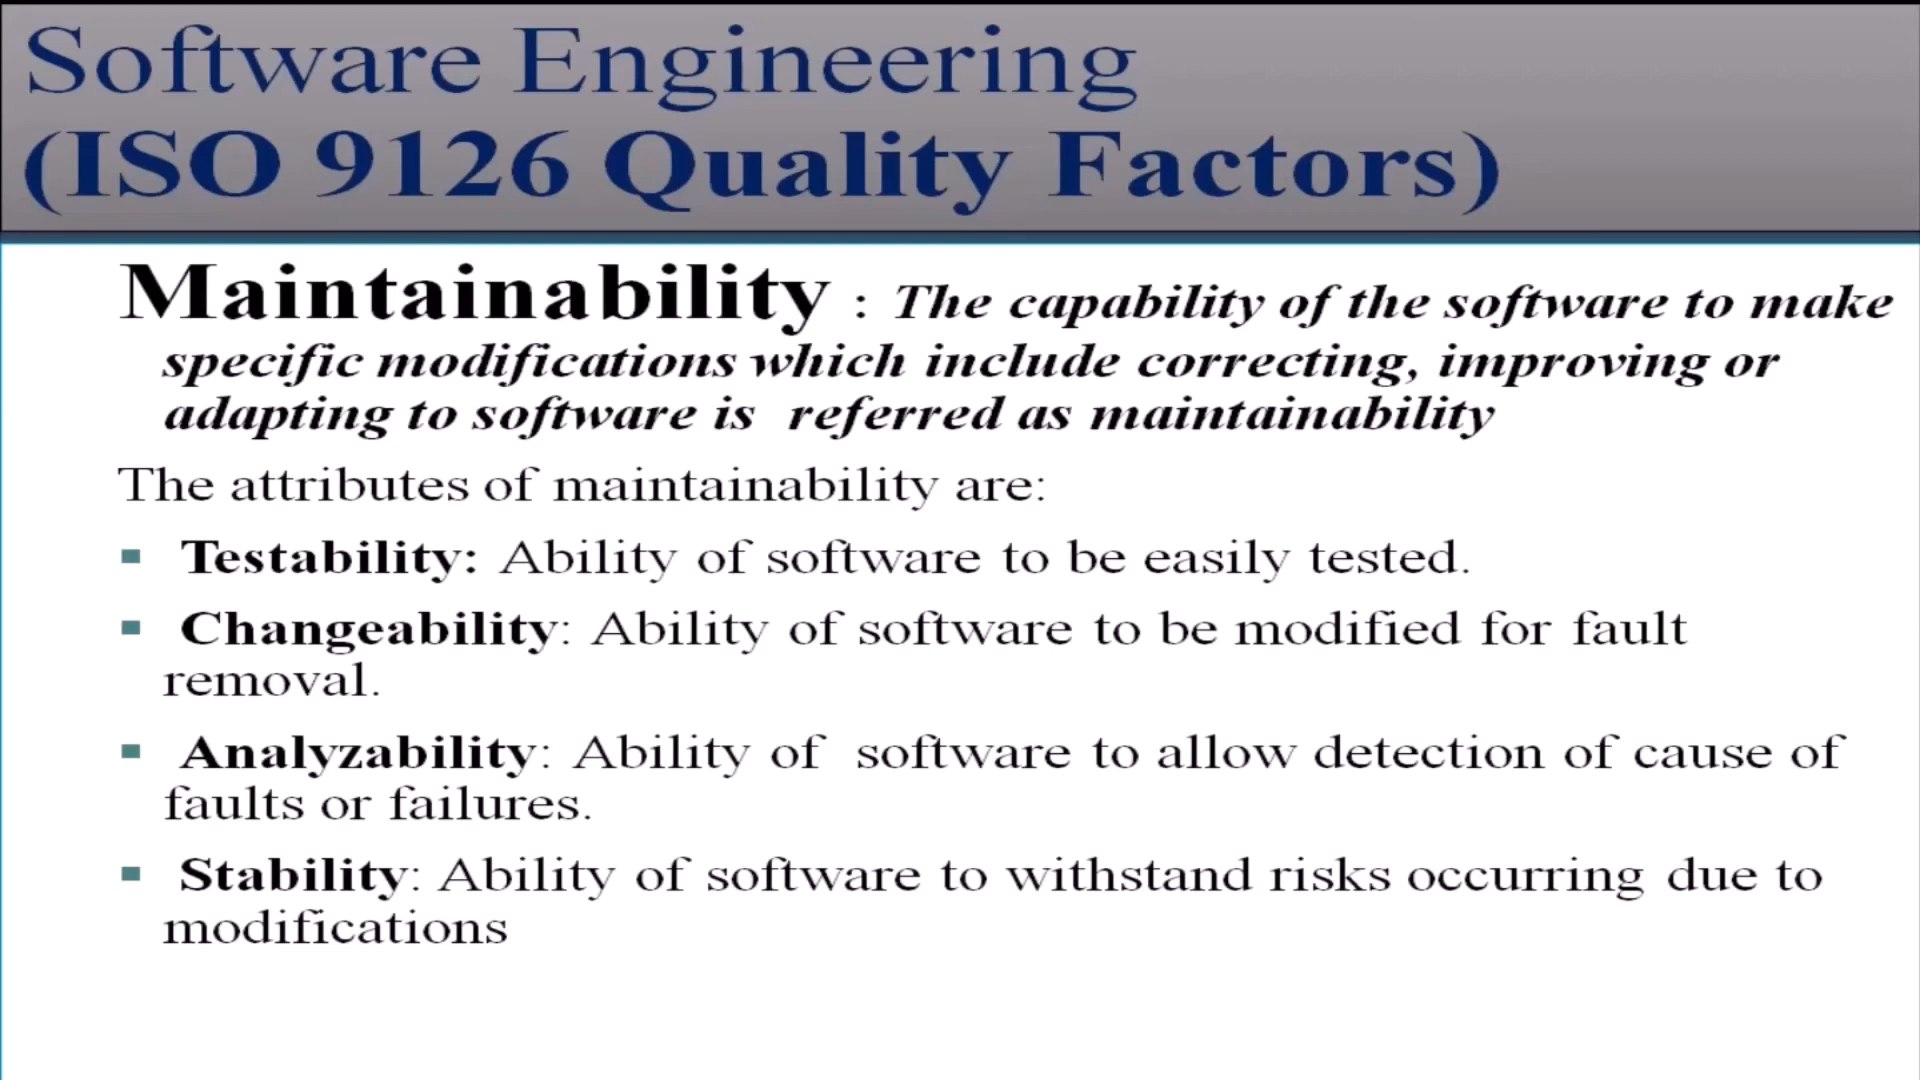 Software Engineering
(ISO 9126 Quality Factors)
Maintainability : The capability of the software to make
specific modifications which include correcting, improving or
adapting to software is referred as maintainability
The attributes of maintainability are:
Testability: Ability of software to be easily tested.
Changeability: Ability of software to be modified for fault
removal.
Analyzability: Ability of software to allow detection of cause of
faults or failures.
Stability: Ability of software to withstand risks occurring due to
modifications